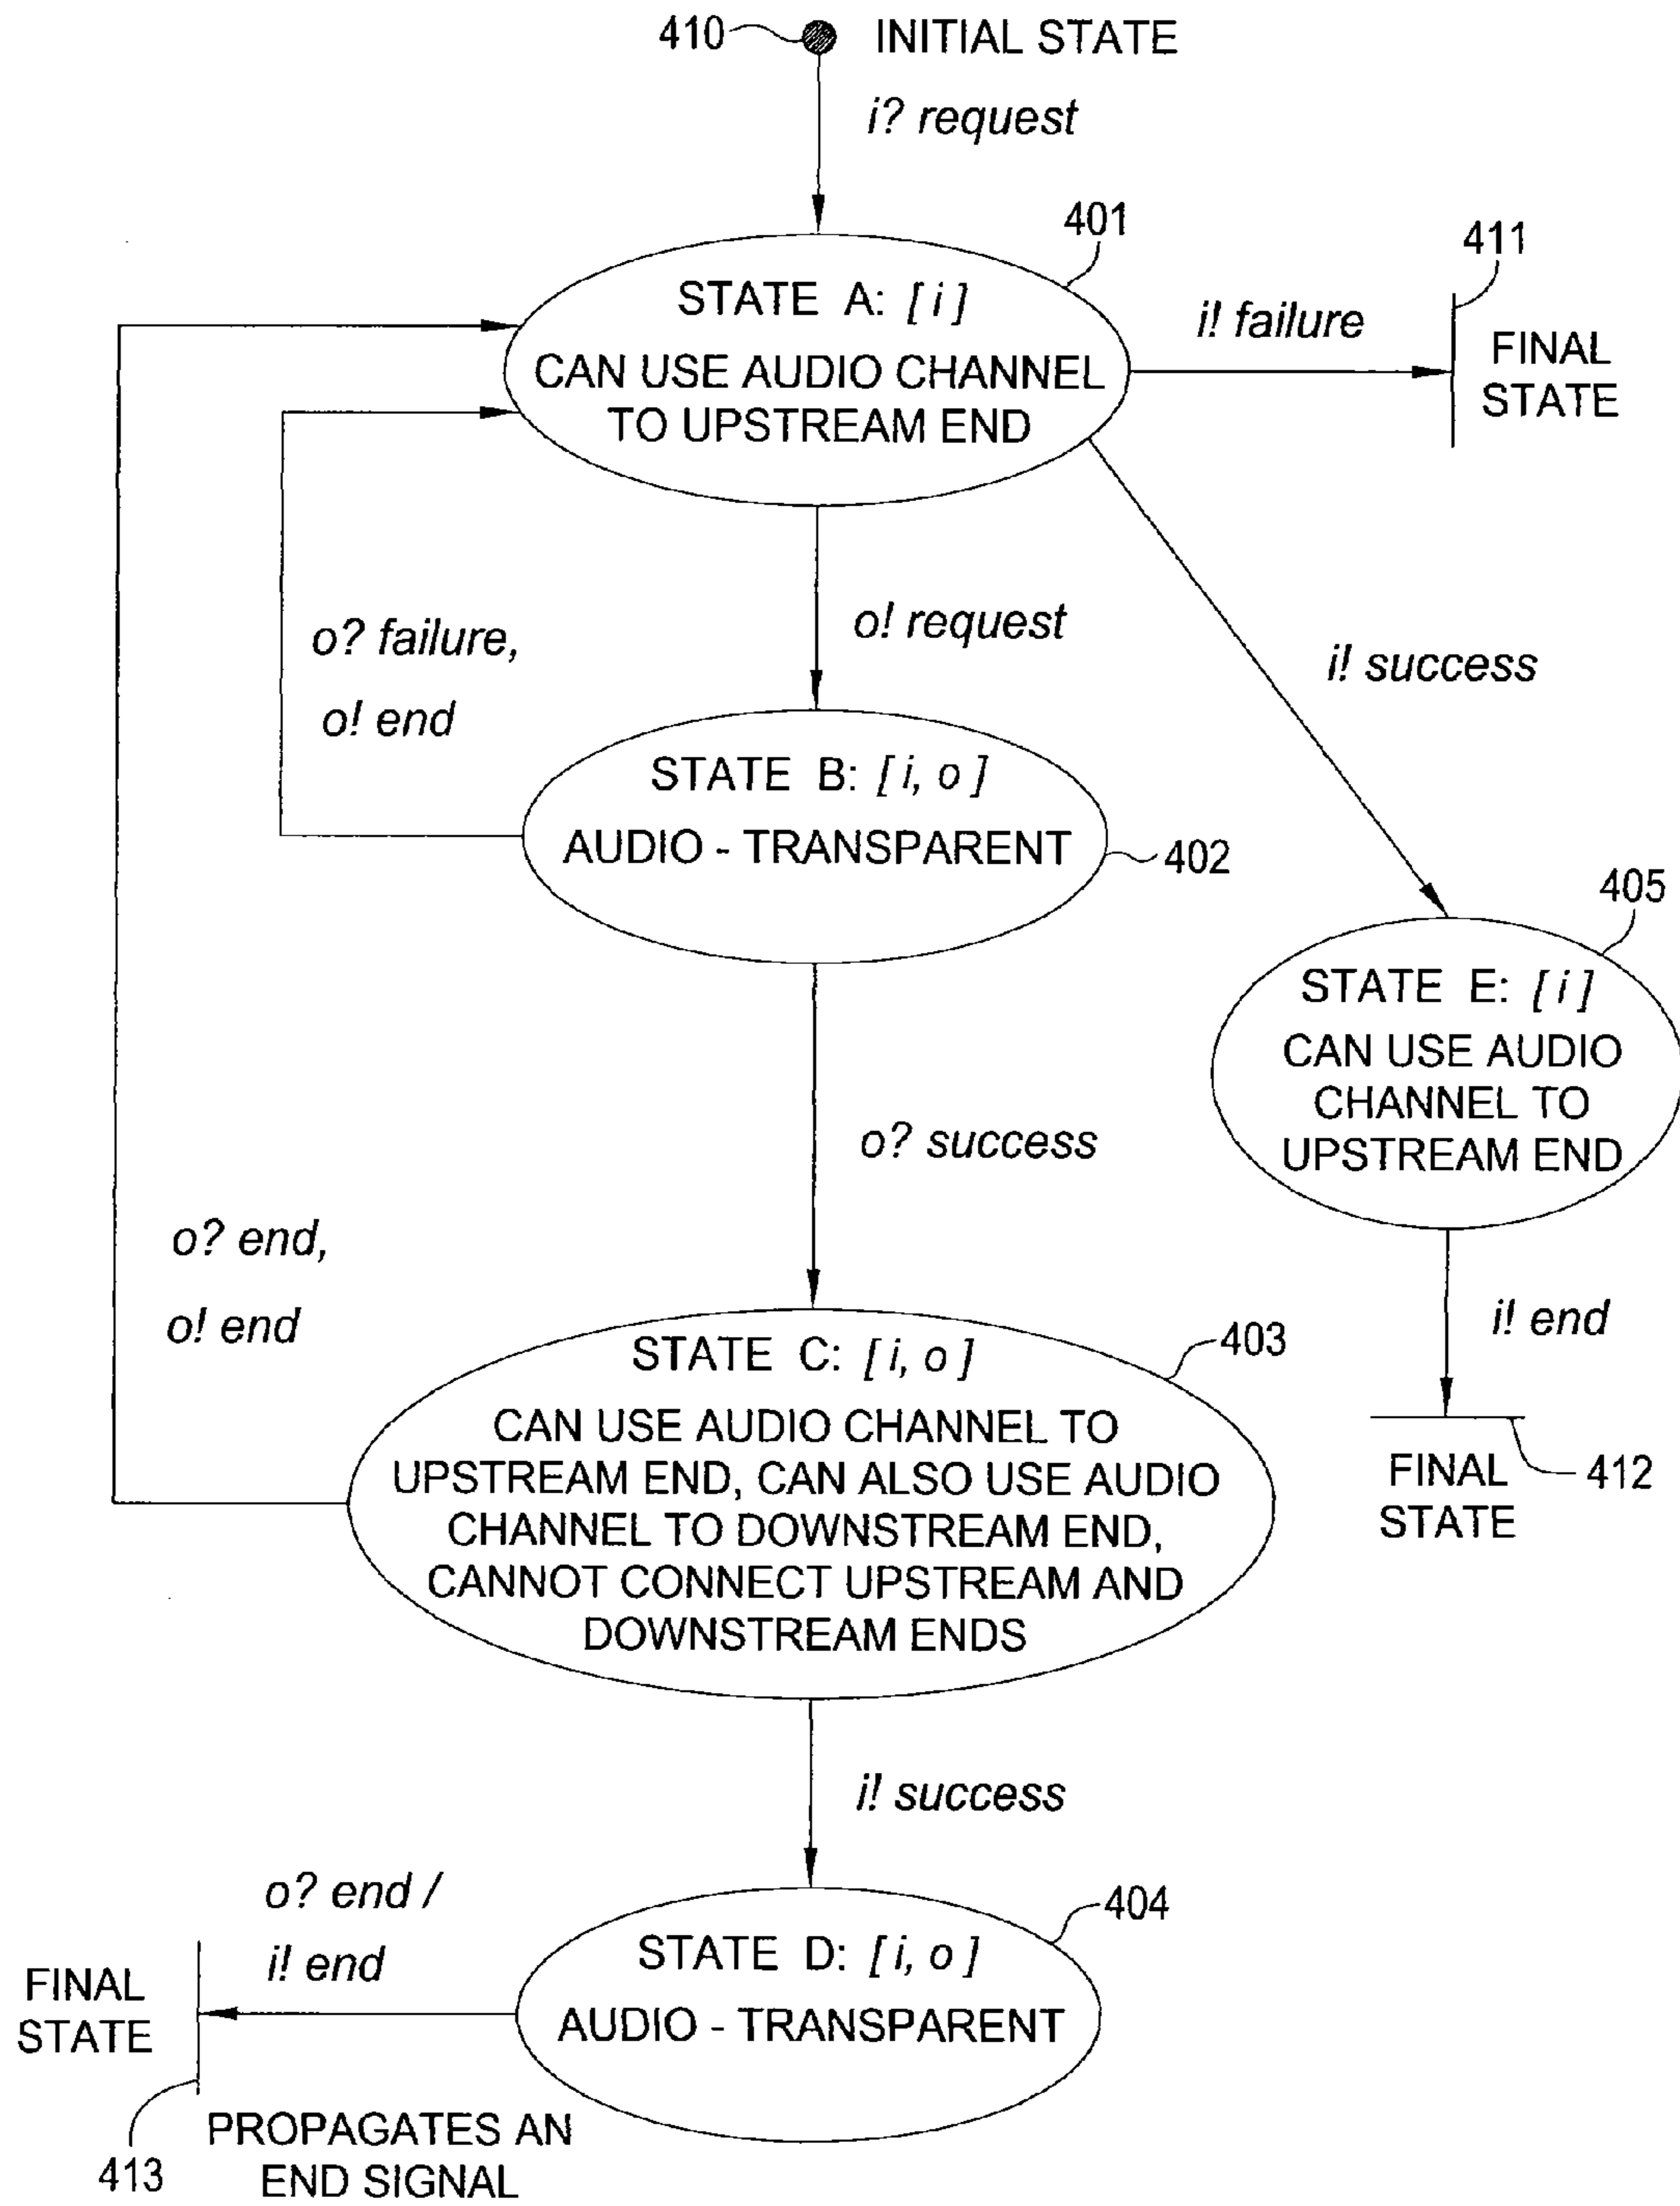 410 INITIAL STATE
i? request
401
411
STATE A: [ i ]
CAN USE AUDIO CHANNEL
TO UPSTREAM END
i! failure
FINAL
STATE
o? failure,
o! end
o! request
i! success
STATE B: [ i, o ]
AUDIO - TRANSPARENT
402
405
STATE E: [ i ]
CAN USE AUDIO
CHANNEL TO
UPSTREAM END
o? success
o? end,
o! end
i! end
412
FINAL
STATE
403
STATE C: [ i, o ]
CAN USE AUDIO CHANNEL TO
UPSTREAM END, CAN ALSO USE AUDIO
CHANNEL TO DOWNSTREAM END,
CANNOT CONNECT UPSTREAM AND
DOWNSTREAM ENDS
i! success
404
STATE D: [ i, o ]
AUDIO - TRANSPARENT
o? end /
i! end
FINAL
STATE
413
PROPAGATES AN
END SIGNAL